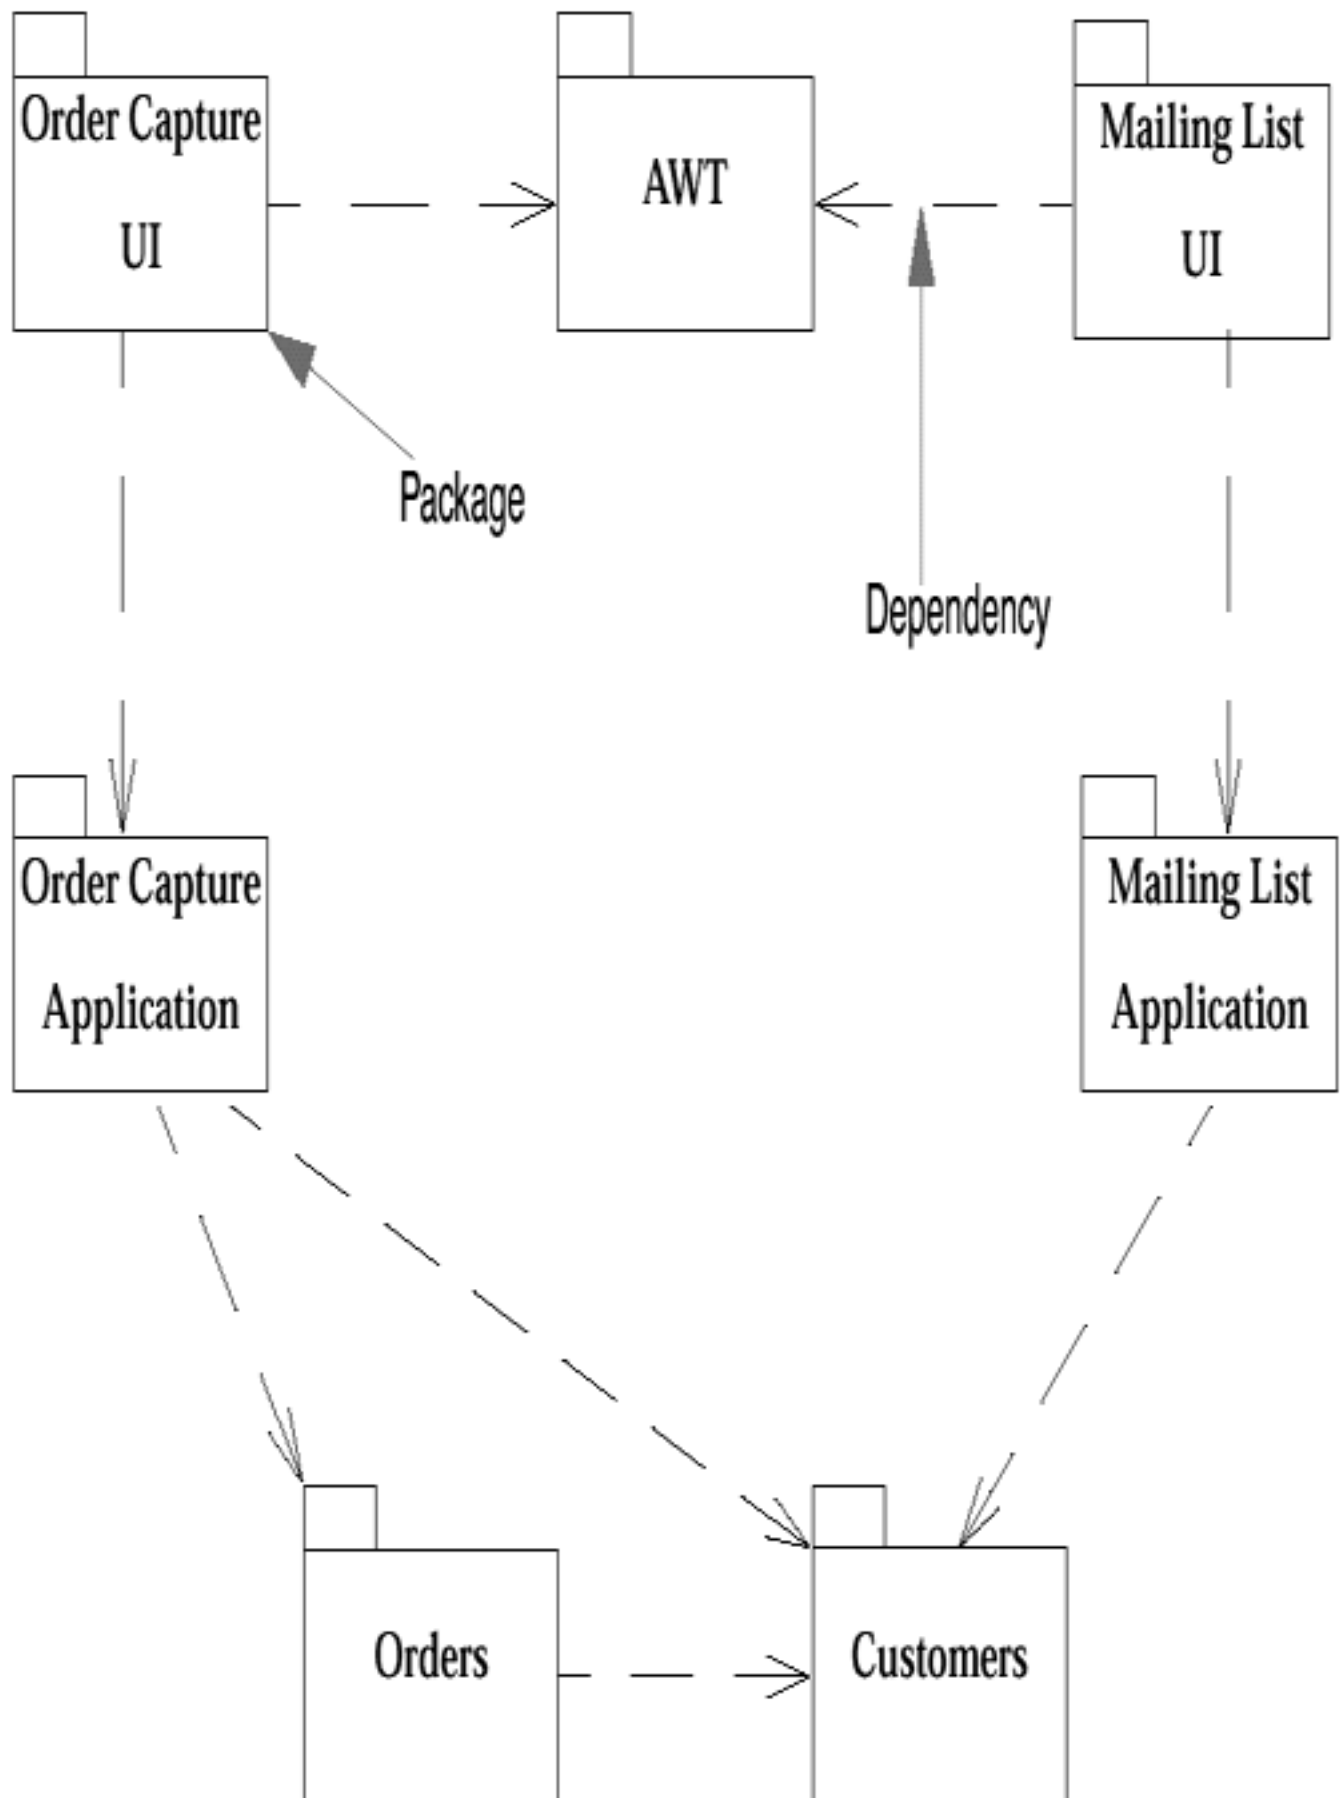 Order Capture
UI
AWT
Mailing List
UI
Package
Dependency
Order Capture
Application
Mailing List
Application
Orders
Customers